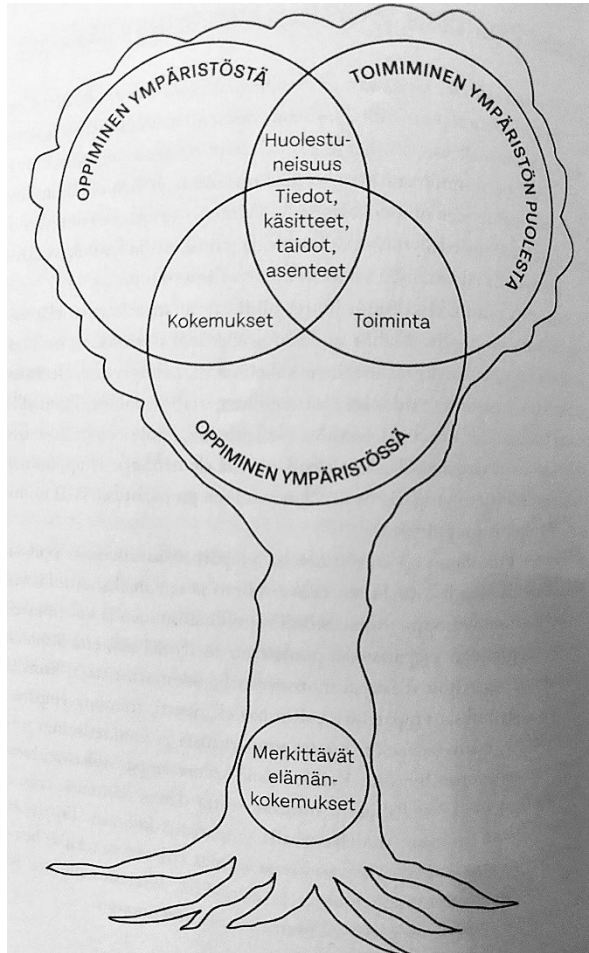 OPPIMINEN YMPÄRISTÖSTÄ
TOIMIMINEN YMPÄRISTÖN PUOLESTA
Huolestu-
neisuus
Tiedot,
käsitteet,
taidot,
asenteet
Kokemukset
Toiminta
OPPIMINEN YMPÄRISTÖSSÄ
Merkittävät
elämän-
kokemukset